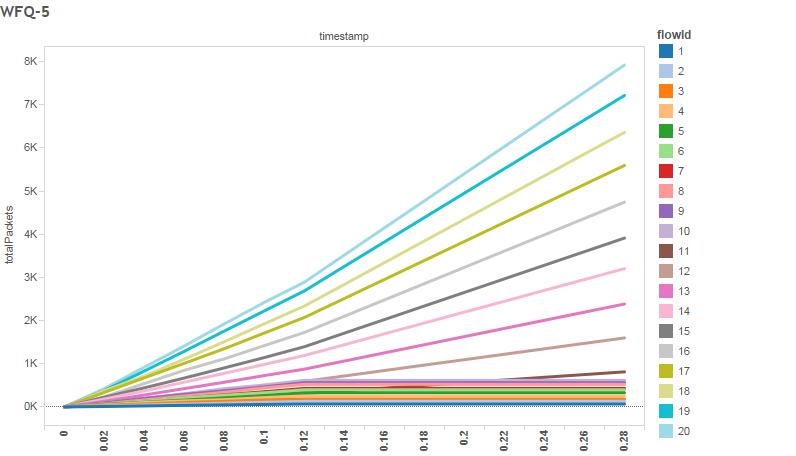 WFQ-5
timestamp
totalPackets
8K
7K
6K
5K
4K
3K
2K
1K
0K
0
0.02
0.04
0.06
0.08
0.1
0.12
0.14
0.16
0.18
0.2
0.22
0.24
0.26
0.28
flowId
1
2
3
4
5
6
7
8
9
10
11
12
13
14
15
16
17
18
19
20